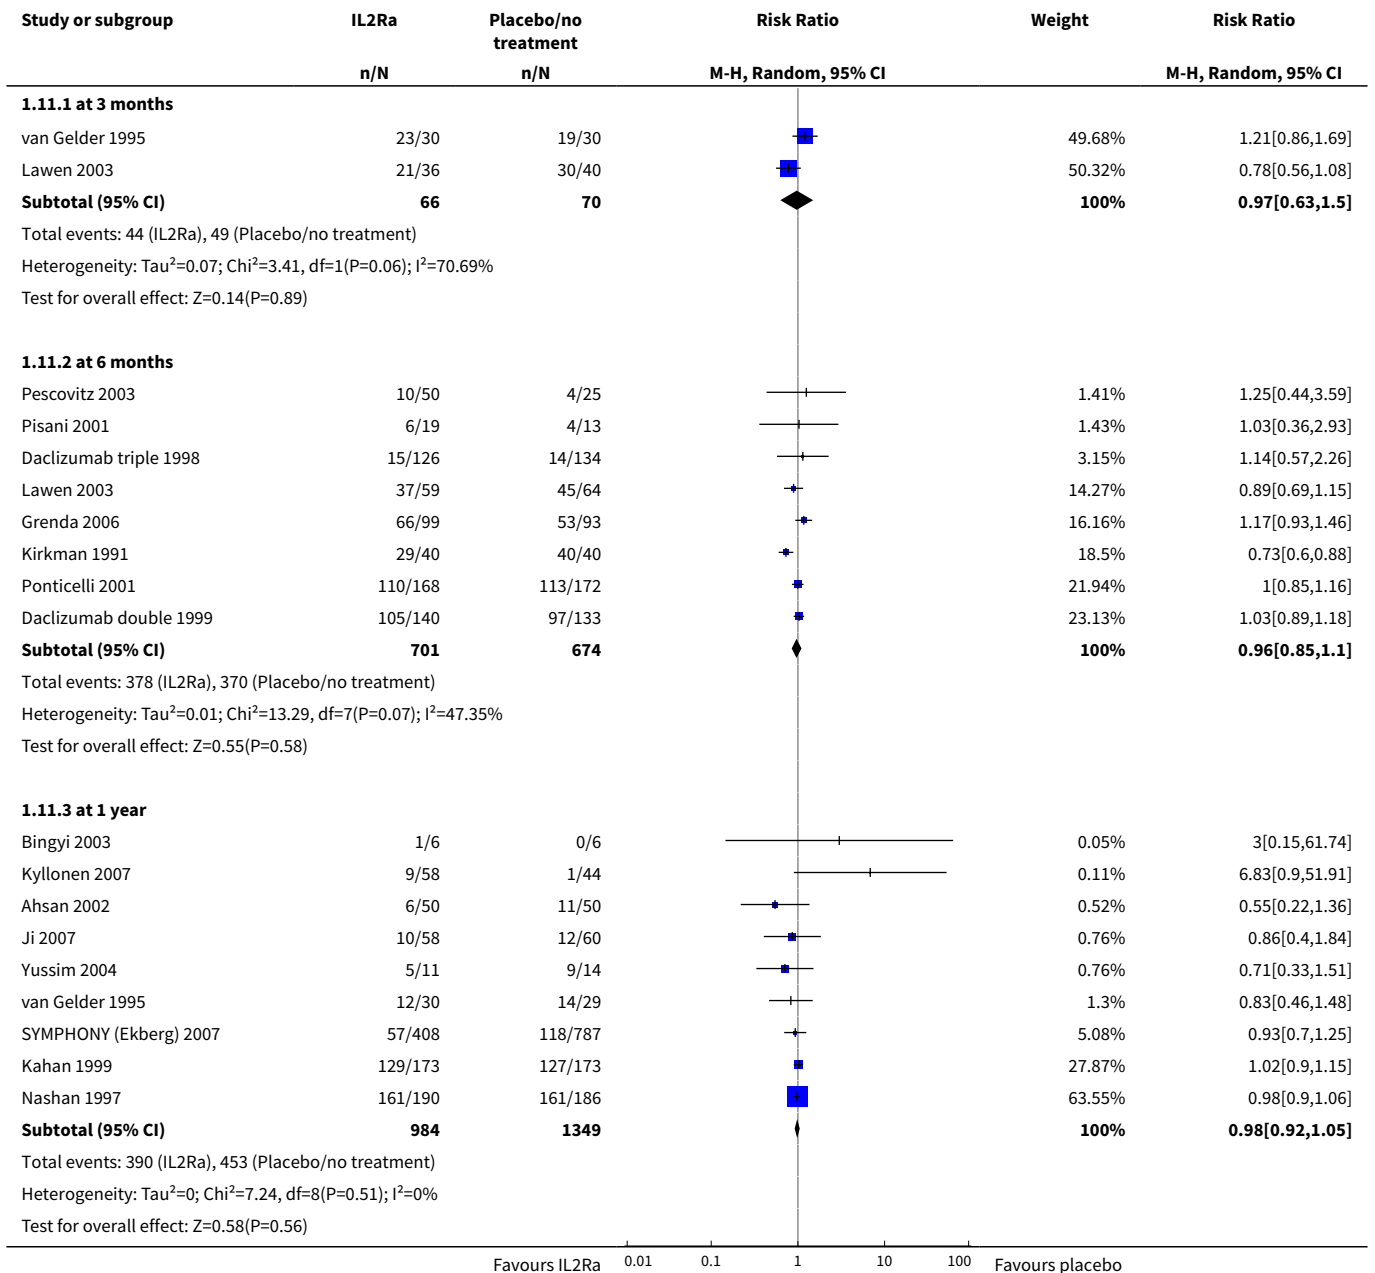 Study or subgroup IL2Ra Placebo/no treatment Risk Ratio Weight Risk Ratio
n/N n/N M-H, Random, 95% CI M-H, Random, 95% CI
1.11.1 at 3 months
van Gelder 1995 23/30 19/30 49.68% 1.21[0.86,1.69]
Lawen 2003 21/36 30/40 50.32% 0.78[0.56,1.08]
Subtotal (95% CI) 66 70 100% 0.97[0.63,1.5]
Total events: 44 (IL2Ra), 49 (Placebo/no treatment)
Heterogeneity: Tau²=0.07; Chi²=3.41, df=1(P=0.06); I²=70.69%
Test for overall effect: Z=0.14(P=0.89)
1.11.2 at 6 months
Pescovitz 2003 10/50 4/25 1.41% 1.25[0.44,3.59]
Pisani 2001 6/19 4/13 1.43% 1.03[0.36,2.93]
Daclizumab triple 1998 15/126 14/134 3.15% 1.14[0.57,2.26]
Lawen 2003 37/59 45/64 14.27% 0.89[0.69,1.15]
Grenda 2006 66/99 53/93 16.16% 1.17[0.93,1.46]
Kirkman 1991 29/40 40/40 18.5% 0.73[0.6,0.88]
Ponticelli 2001 110/168 113/172 21.94% 1[0.85,1.16]
Daclizumab double 1999 105/140 97/133 23.13% 1.03[0.89,1.18]
Subtotal (95% CI) 701 674 100% 0.96[0.85,1.1]
Total events: 378 (IL2Ra), 370 (Placebo/no treatment)
Heterogeneity: Tau²=0.01; Chi²=13.29, df=7(P=0.07); I²=47.35%
Test for overall effect: Z=0.55(P=0.58)
1.11.3 at 1 year
Bingyi 2003 1/6 0/6 0.05% 3[0.15,61.74]
Kyllonen 2007 9/58 1/44 0.11% 6.83[0.9,51.91]
Ahsan 2002 6/50 11/50 0.52% 0.55[0.22,1.36]
Ji 2007 10/58 12/60 0.76% 0.86[0.4,1.84]
Yussim 2004 5/11 9/14 0.76% 0.71[0.33,1.51]
van Gelder 1995 12/30 14/29 1.3% 0.83[0.46,1.48]
SYMPHONY (Ekberg) 2007 57/408 118/787 5.08% 0.93[0.7,1.25]
Kahan 1999 129/173 127/173 27.87% 1.02[0.9,1.15]
Nashan 1997 161/190 161/186 63.55% 0.98[0.9,1.06]
Subtotal (95% CI) 984 1349 100% 0.98[0.92,1.05]
Total events: 390 (IL2Ra), 453 (Placebo/no treatment)
Heterogeneity: Tau²=0; Chi²=7.24, df=8(P=0.51); I²=0%
Test for overall effect: Z=0.58(P=0.56)
Favours IL2Ra 0.01 0.1 1 10 100 Favours placebo